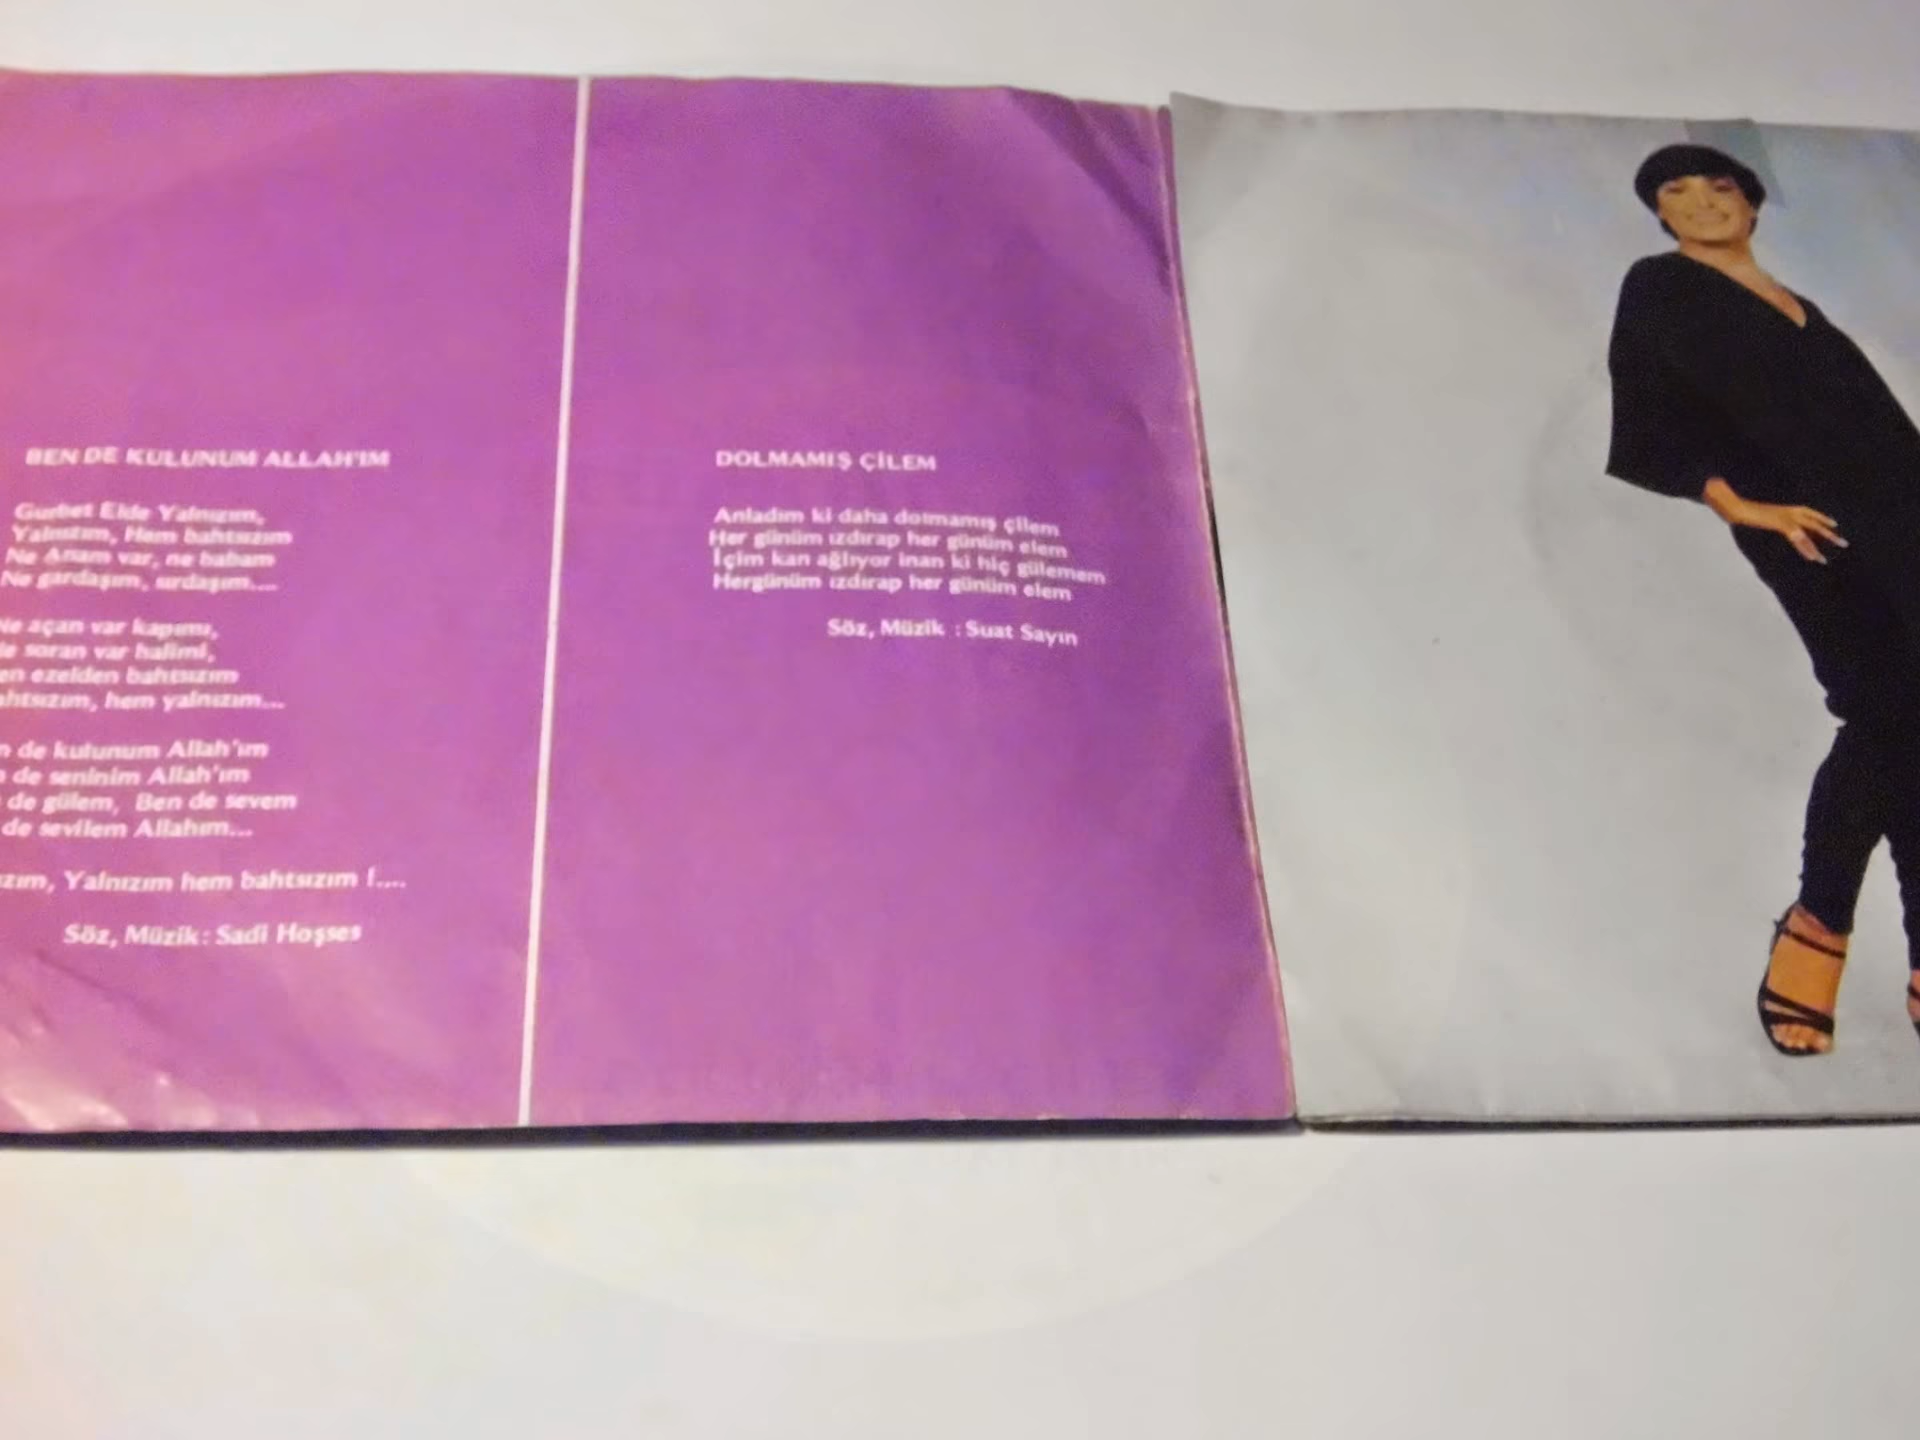 BEN DE KULUNUM ALLAH'IM
Gurbet Elde Yalnızım,
Yalnızım, Hem bahtsızım
Ne Anam var, ne babam
Ne gardaşım, sırdaşım....
Ne açan var kapımı,
soran var halimi,
ezelden bahtsızım
hem yalnızım...
de kulunum Allah'ım
de seninim Allah'ım
de gülem, Ben de sevem
de sevilem Allahım...
Yalnızım hem bahtsızım !....
Söz, Müzik: Sadi Hoşses
DOLMAMIŞ ÇİLEM
Anladım ki daha dolmamış çilem
Her günüm ızdırap her günüm elem
İçim kan ağlıyor inan ki hiç gülemem
Hergünüm ızdırap her günüm elem
Söz, Müzik : Suat Sayın